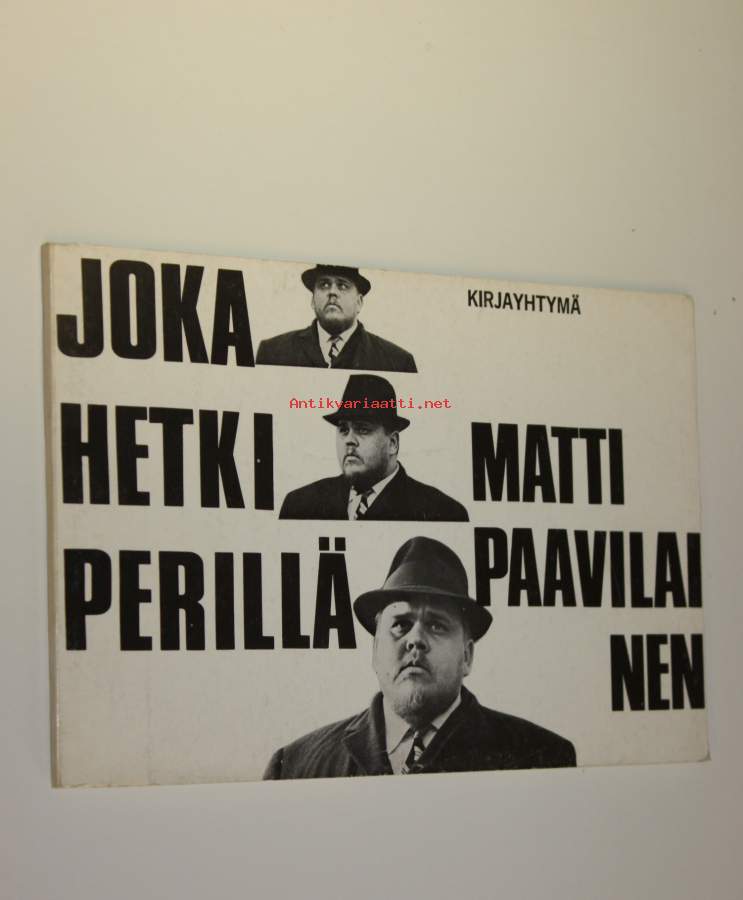 JOKA
HETKI
PERILLÄ
KIRJAYHTYMÄ
MATTI
PAAVILAI
NEN
Antikvariaatti.net